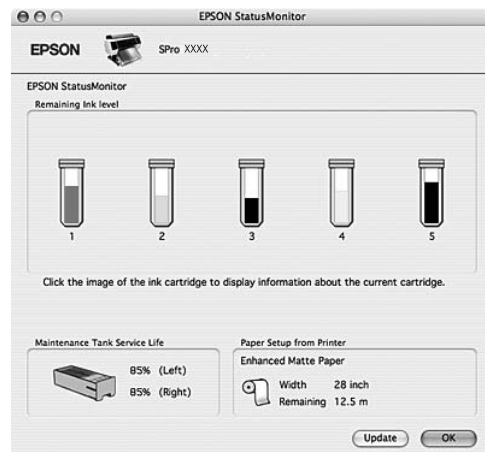 EPSON StatusMonitor
EPSON
SPro XXXX
EPSON StatusMonitor
Remaining Ink level
1 2 3 4 5
Click the image of the ink cartridge to display information about the current cartridge.
Maintenance Tank Service Life
85% (Left)
85% (Right)
Paper Setup from Printer
Enhanced Matte Paper
Width 28 inch
Remaining 12.5 m
Update OK